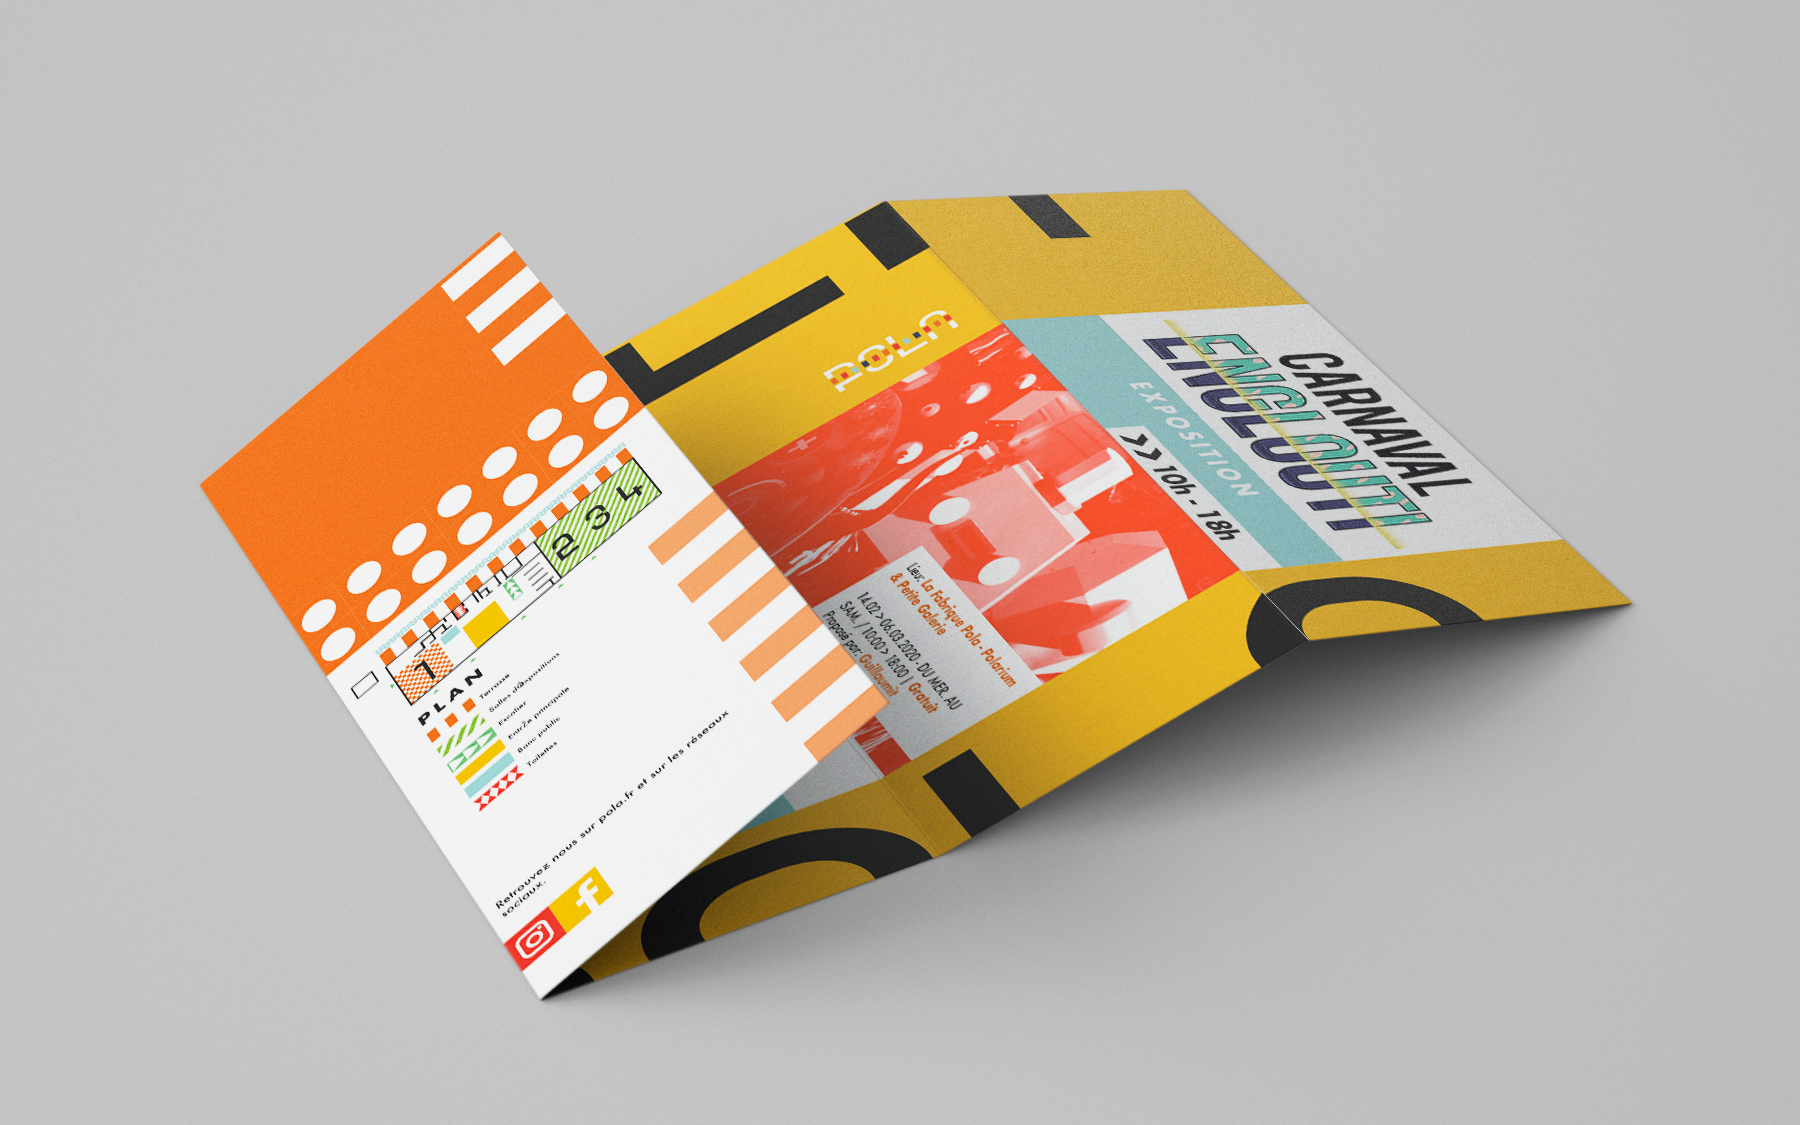 1
2
3
4
PLAN
Terrasse
Salles d'expositions
Escalier
EntrŽe principale
Banc public
Toilettes
Retrouvez nous sur pola.fr et sur les réseaux
sociaux.
f
POLA
Lieu: La Fabrique Pola - Polarium
& Petite Galerie
14.02 > 06.03.2020 - DU MER. AU
SAM. | 10:00 > 18:00 | Gratuit
Proposé par: Guillaumit
CARNAVAL
ENGLOUTI
EXPOSITION
>> 10h - 18h